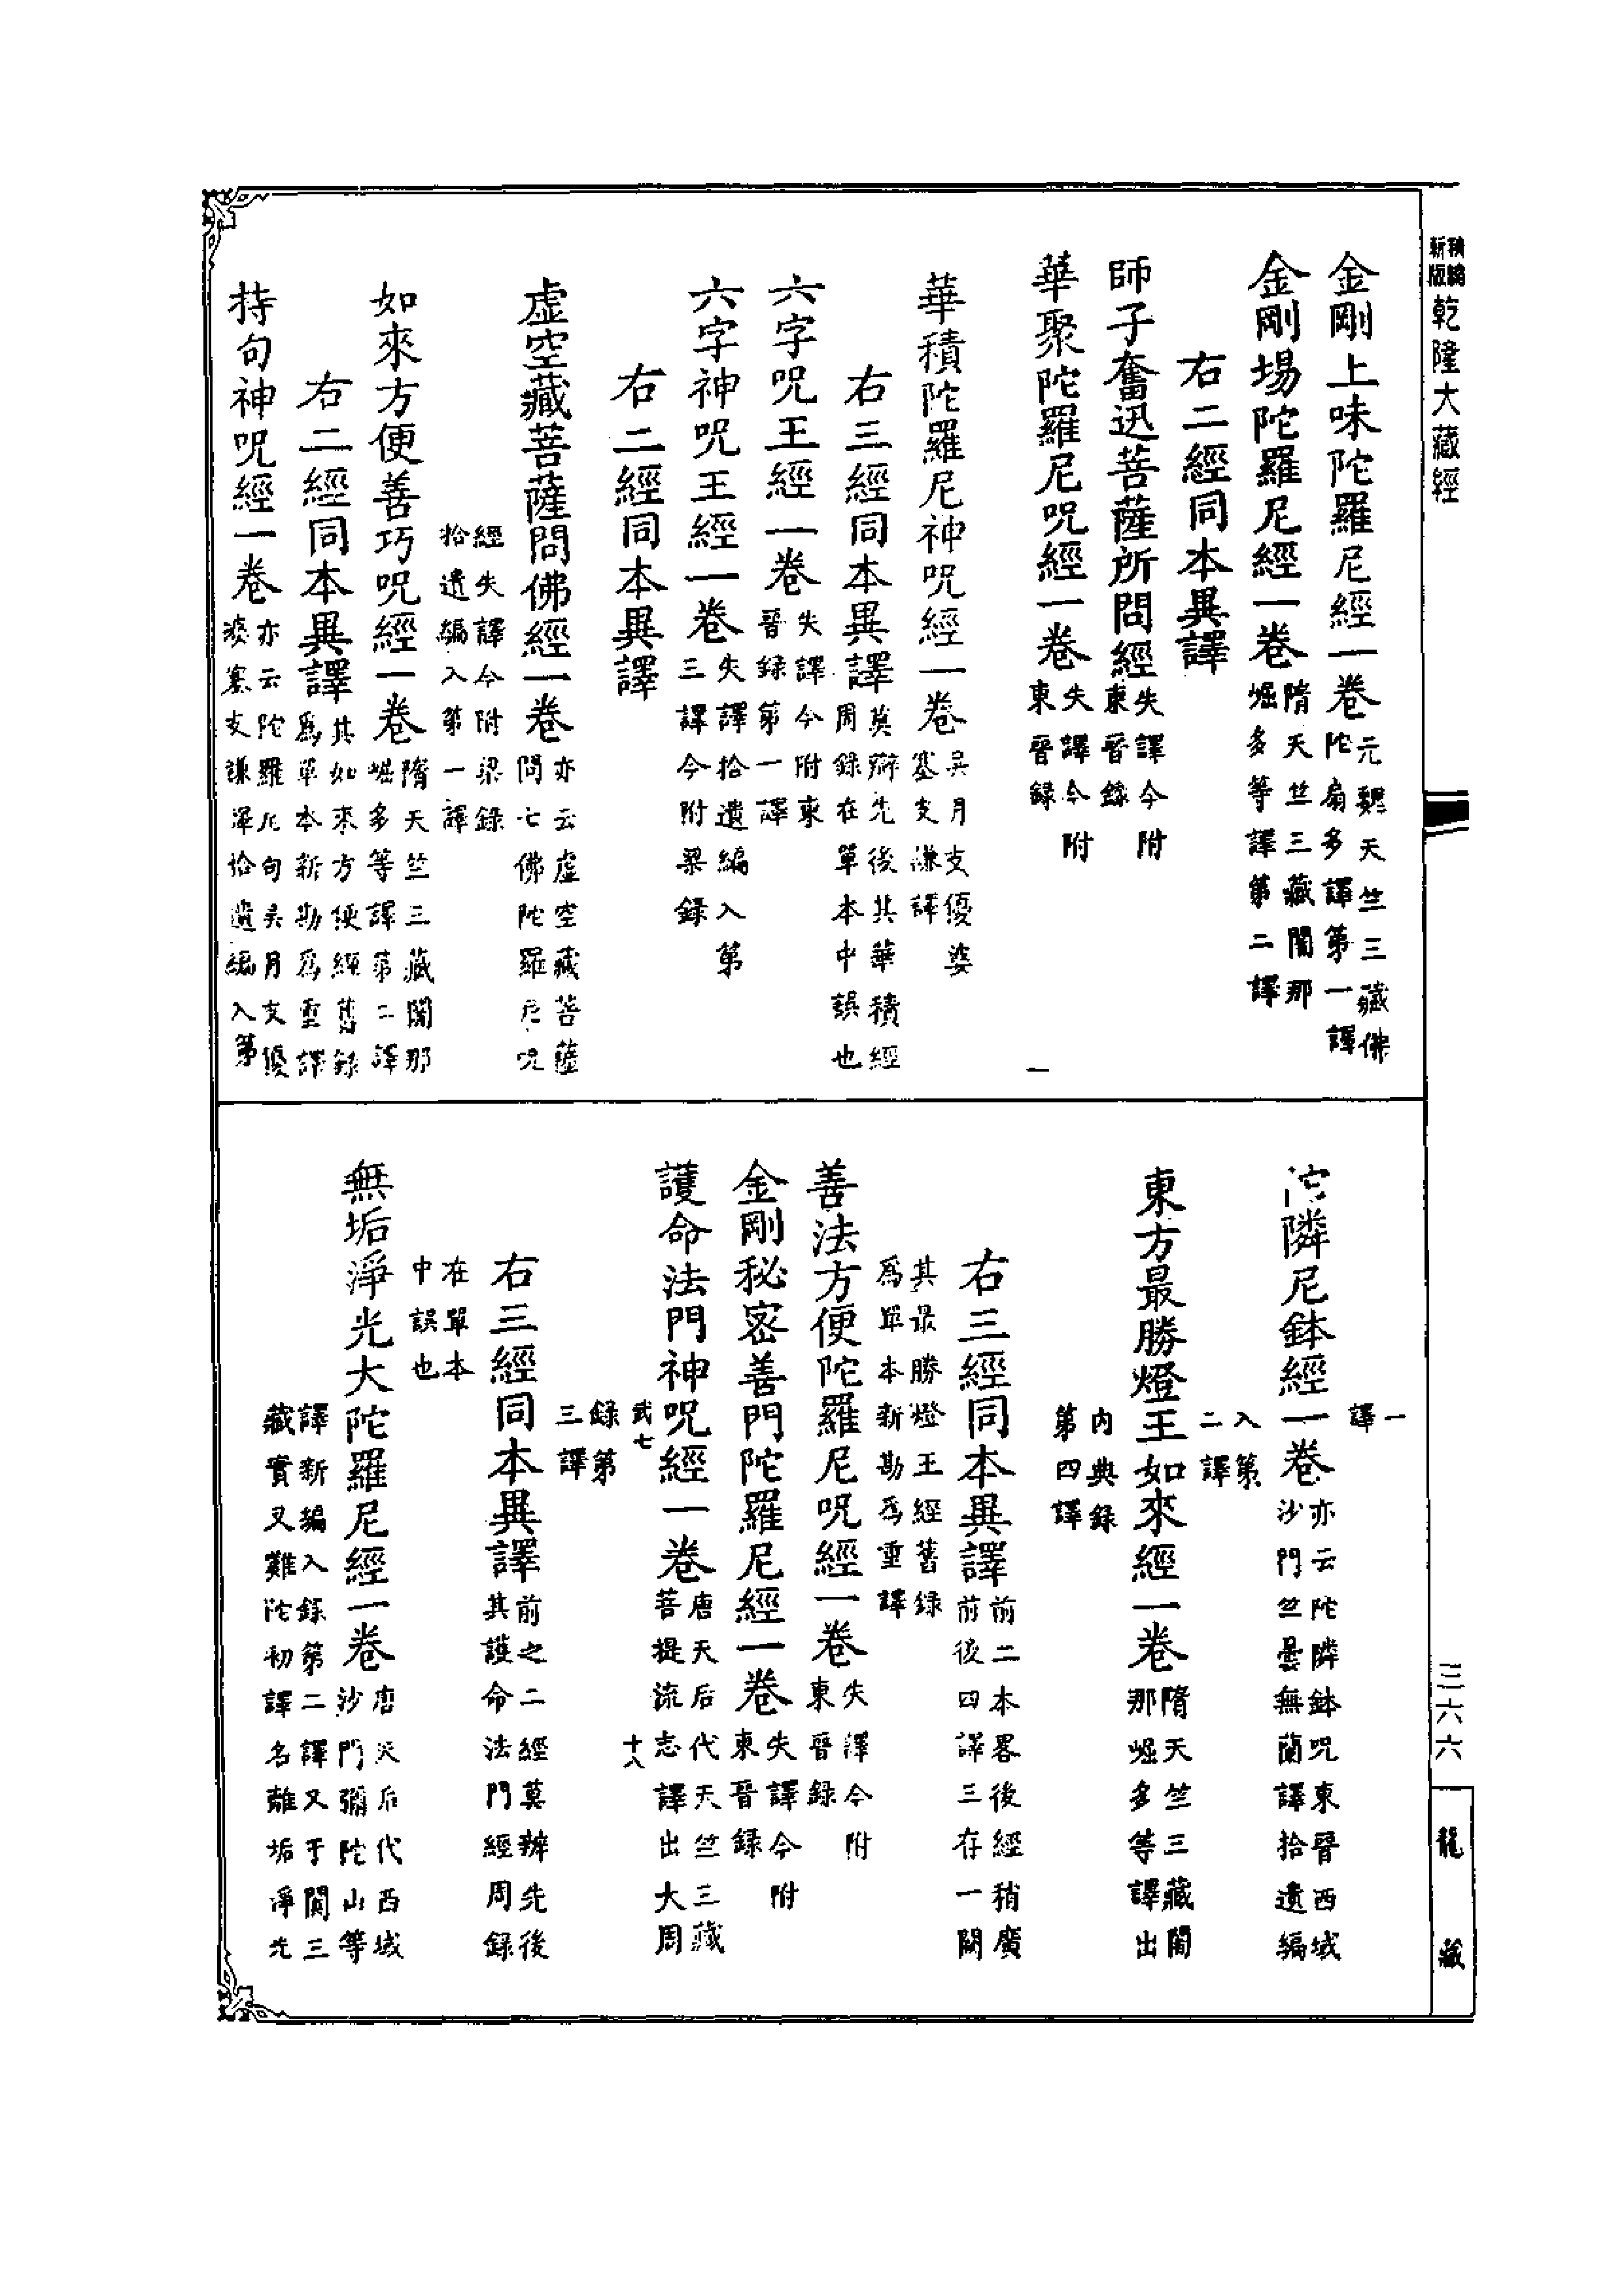 新編
新版
乾隆大藏經
金剛上味陀羅尼經一卷元魏天竺三藏佛陀扇多譯第一譯
金剛場陀羅尼經一卷隋天竺三藏闍那崛多等譯第二譯
右二經同本異譯
師子奮迅菩薩所問經失譯今附東晉錄
華聚陀羅尼咒經一卷失譯今附東晉錄
一
華積陀羅尼神咒經一卷吳月支優婆塞支謙譯
右三經同本異譯莫辯先後其華積經周錄在單本中誤也
六字咒王經一卷失譯今附東晉錄第一譯
六字神咒王經一卷失譯拾遺編入第三譯今附梁錄
右二經同本異譯
虛空藏菩薩問佛經一卷亦云虛空藏菩薩問七佛陀羅尼咒
經失譯今附梁錄拾遺編入第一譯
如來方便善巧咒經一卷隋天竺三藏闍那崛多等譯第二譯
右二經同本異譯其如來方便經舊錄為單本新勘為重譯
持句神咒經一卷亦云陀羅尼句吳月支優婆塞支謙譯拾遺編入第
一譯
陀隣尼鉢經一卷亦云陀隣鉢咒東晉西域沙門竺曇無蘭譯拾遺編
入第二譯
東方最勝燈王如來經一卷隋天竺三藏闍那崛多等譯出
內典錄第四譯
右三經同本異譯前二本畧後經稍廣前後四譯三存一闕
其最勝燈王經舊錄為單本新勘為重譯
善法方便陀羅尼咒經一卷失譯今附東晉錄
金剛秘密善門陀羅尼經一卷失譯今附東晉錄
護命法門神咒經一卷唐天后代天竺三藏菩提流志譯出大周
武七
十八
錄第三譯
右三經同本異譯前之二經莫辯先後其護命法門經周錄
在單本中誤也
無垢淨光大陀羅尼經一卷唐天后代西域沙門彌陀山等
譯新編入錄第二譯又于闐三藏實叉難陀初譯名離垢淨光
三六六
龍藏